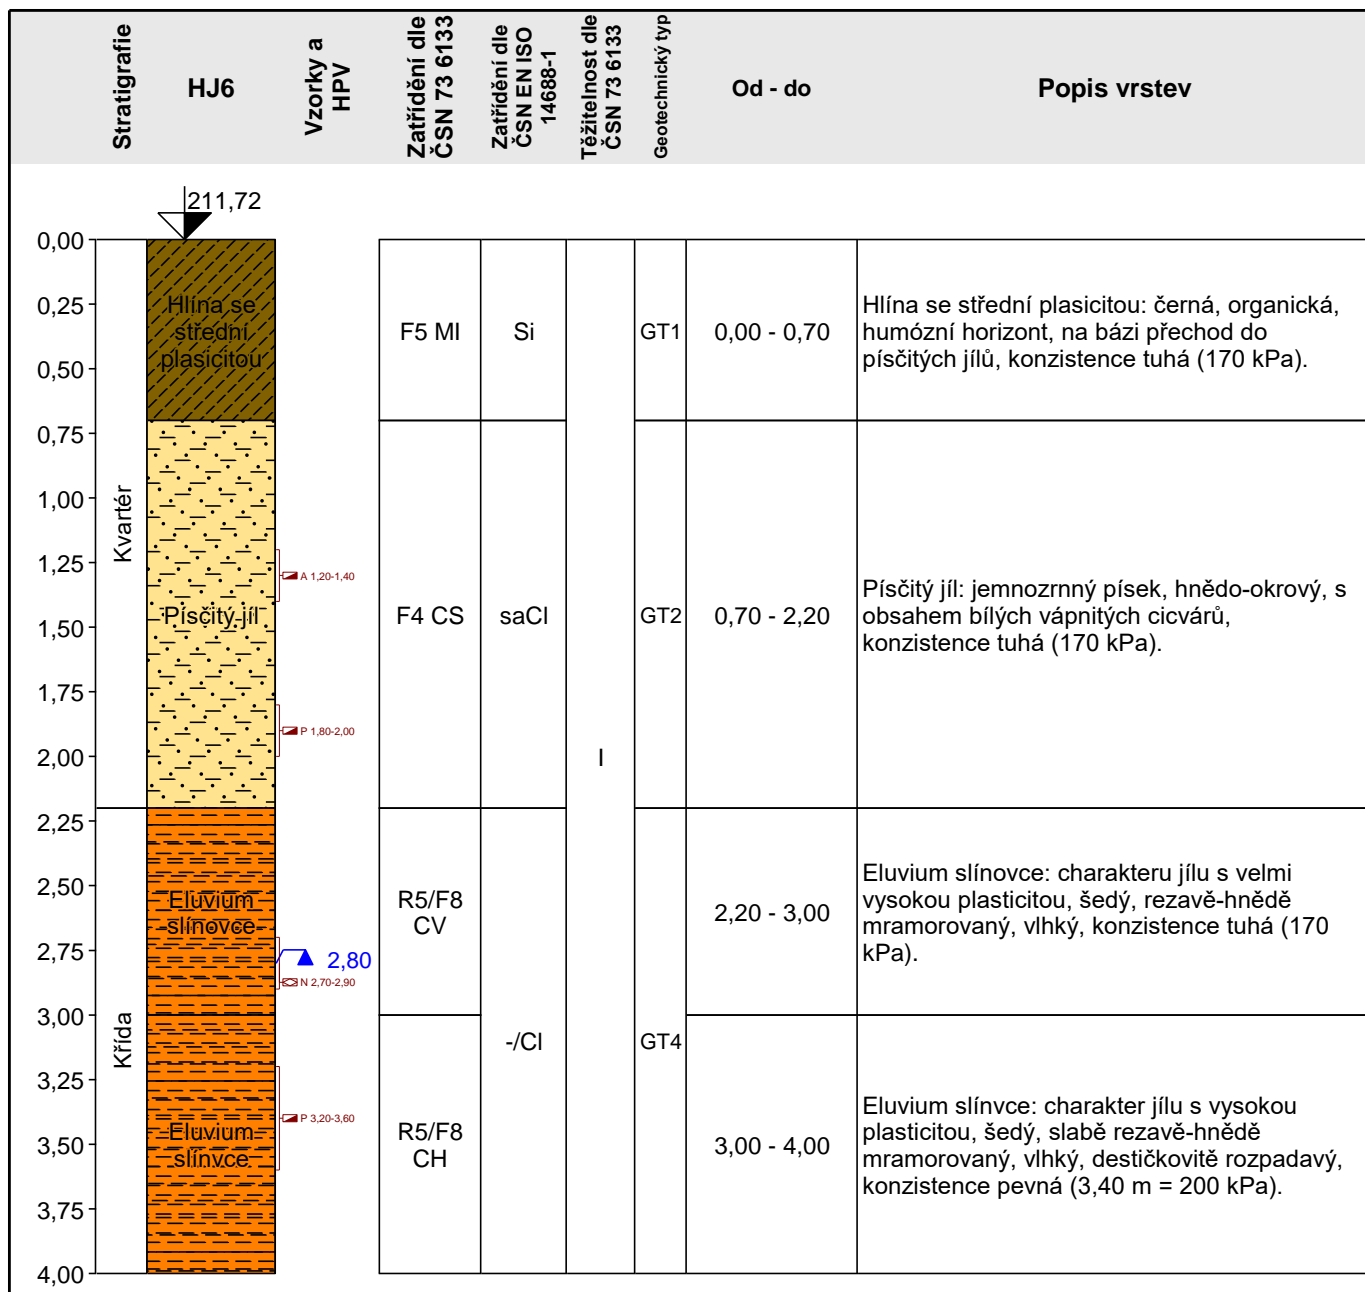 Stratigrafie
HJ6
Vzorky a
HPV
Zatřídění dle
ČSN 73 6133
Zatřídění dle
ČSN EN ISO
14688-1
Těžitelnost dle
ČSN 73 6133
Geotechnický typ
Od - do
Popis vrstev
211,72
0,00
0,25
0,50
0,75
1,00
1,25
1,50
1,75
2,00
2,25
2,50
2,75
3,00
3,25
3,50
3,75
4,00
Kvartér
Křída
Hlína se
střední
plasicitou
Písčitý jíl
Eluvium
slínovce
Eluvium
slínvce
A 1,20-1,40
P 1,80-2,00
2,80
N 2,70-2,90
P 3,20-3,60
F5 MI
Si
GT1
0,00 - 0,70
Hlína se střední plasicitou: černá, organická,
humózní horizont, na bázi přechod do
písčitých jílů, konzistence tuhá (170 kPa).
F4 CS
saCl
I
GT2
0,70 - 2,20
Písčitý jíl: jemnozrnný písek, hnědo-okrový, s
obsahem bílých vápnitých cicvárů,
konzistence tuhá (170 kPa).
R5/F8
CV
2,20 - 3,00
Eluvium slínovce: charakteru jílu s velmi
vysokou plasticitou, šedý, rezavě-hnědě
mramorovaný, vlhký, konzistence tuhá (170
kPa).
-/Cl
GT4
R5/F8
CH
3,00 - 4,00
Eluvium slínvce: charakter jílu s vysokou
plasticitou, šedý, slabě rezavě-hnědě
mramorovaný, vlhký, destičkovitě rozpadavý,
konzistence pevná (3,40 m = 200 kPa).